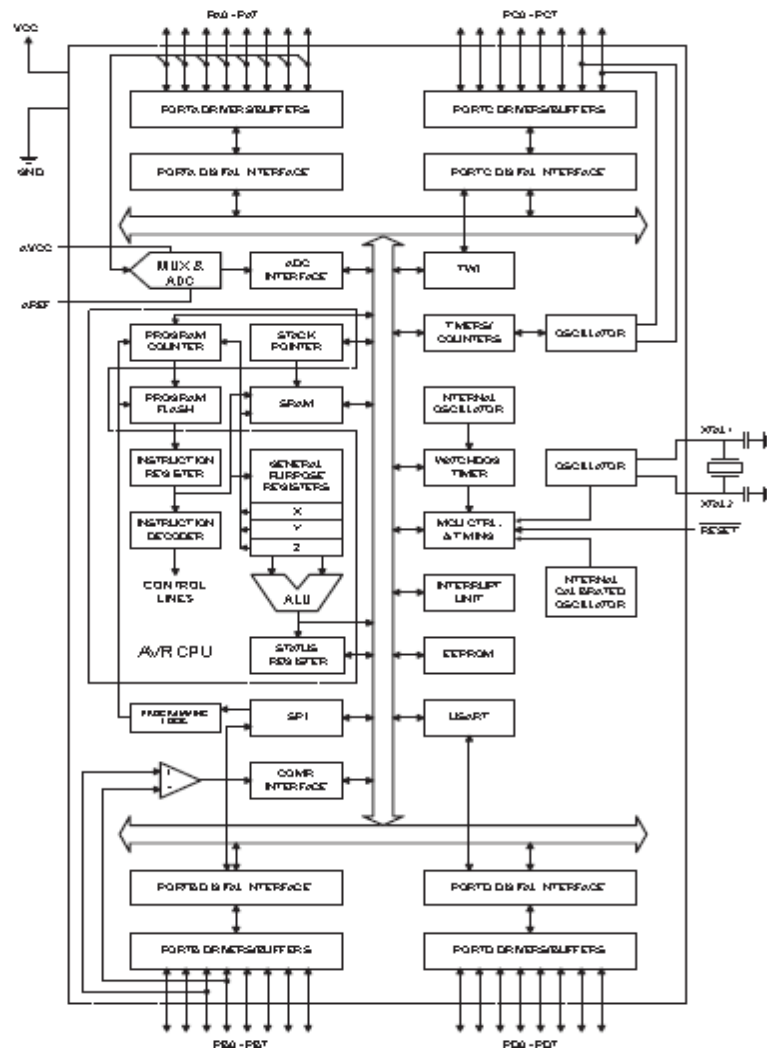 PA0 - PA7
PC0 - PC7
VCC
GND
PORTA DRIVERS/BUFFERS
PORTC DRIVERS/BUFFERS
PORTA DIGITAL INTERFACE
PORTC DIGITAL INTERFACE
AVCC
AREF
MUX &
ADC
ADC
INTERFACE
TWI
PROGRAM
COUNTER
STACK
POINTER
TIMERS/
COUNTERS
OSCILLATOR
PROGRAM
FLASH
SRAM
INTERNAL
OSCILLATOR
XTAL1
INSTRUCTION
REGISTER
GENERAL
PURPOSE
REGISTERS
WATCHDOG
TIMER
OSCILLATOR
X
Y
Z
XTAL2
INSTRUCTION
DECODER
MCU CTRL.
& TIMING
RESET
CONTROL
LINES
ALU
INTERRUPT
UNIT
INTERNAL
CALIBRATED
OSCILLATOR
AVR CPU
STATUS
REGISTER
EEPROM
PROGRAMMING
LOGIC
SPI
USART
+
-
COMP.
INTERFACE
PORTB DIGITAL INTERFACE
PORTD DIGITAL INTERFACE
PORTB DRIVERS/BUFFERS
PORTD DRIVERS/BUFFERS
PB0 - PB7
PD0 - PD7